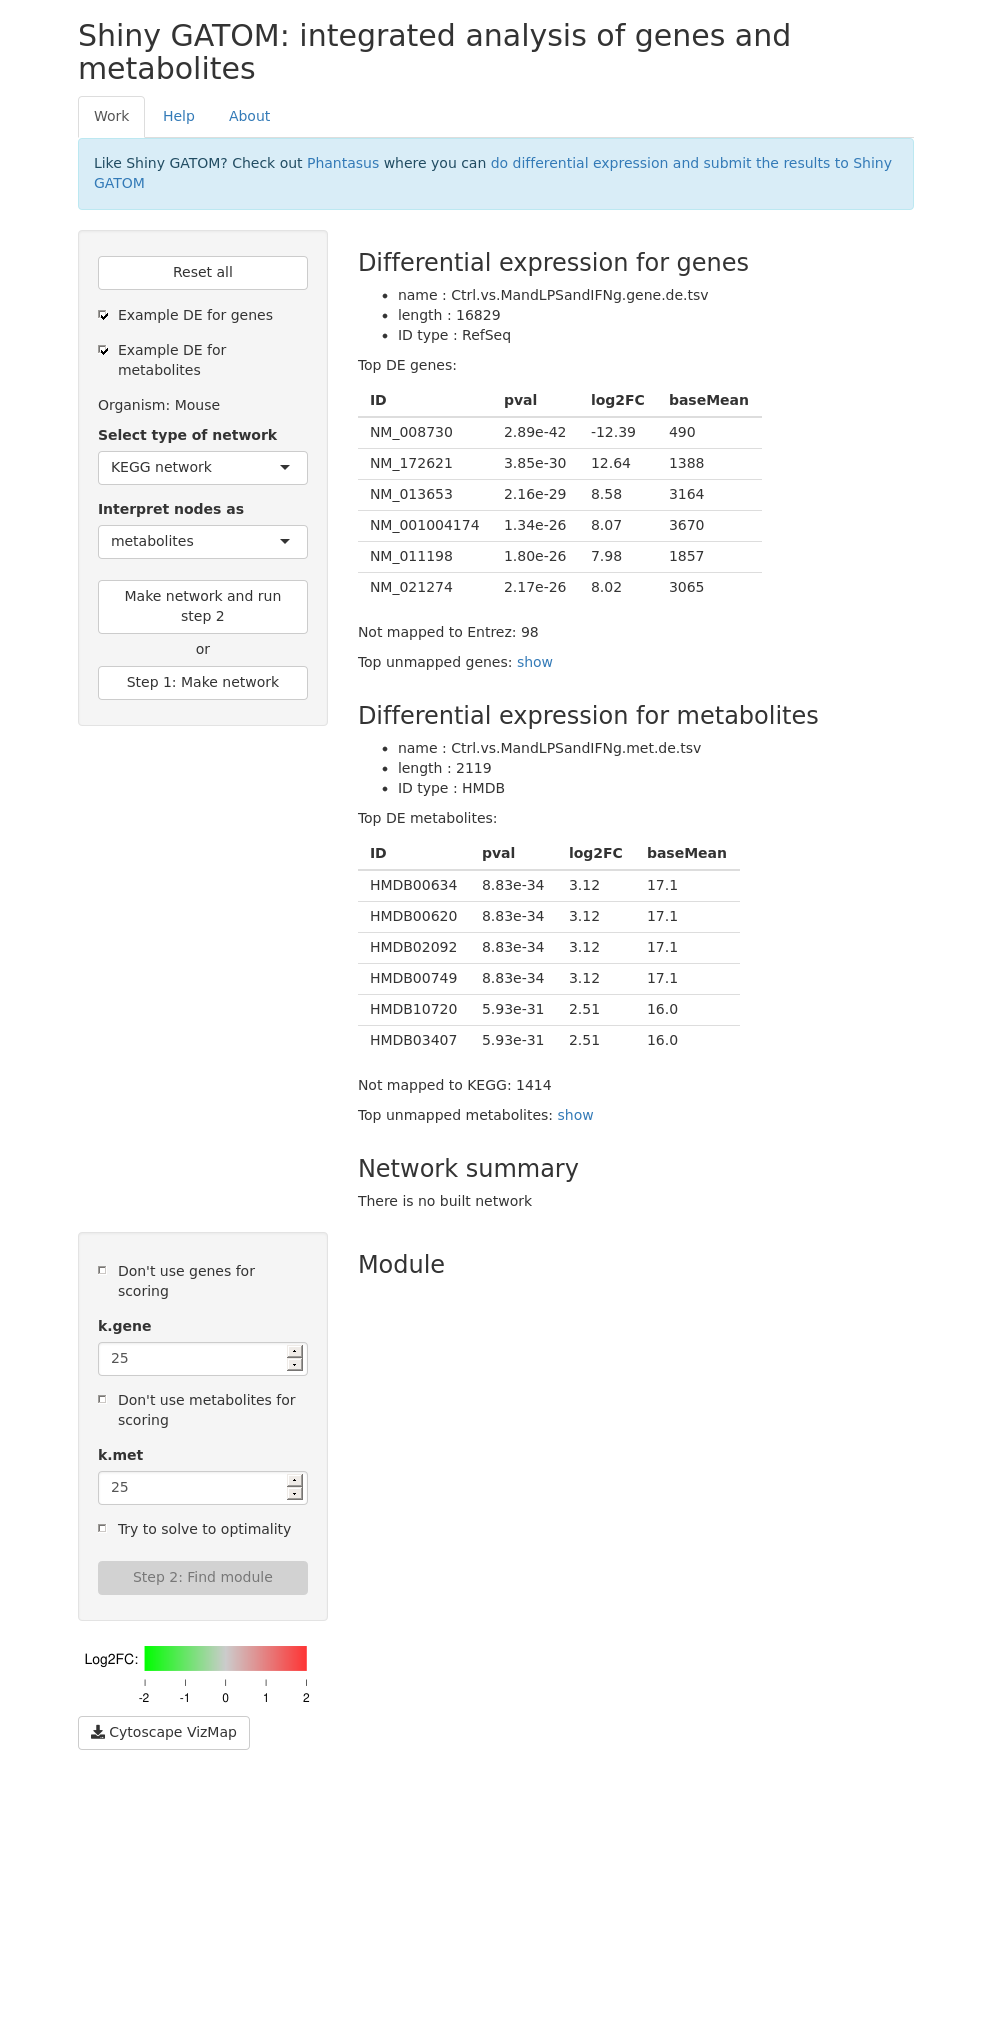 Shiny GATOM: integrated analysis of genes and
metabolites
Work Help About
Like Shiny GATOM? Check out Phantasus where you can do differential expression and submit the results to Shiny
GATOM
Reset all
Example DE for genes
Example DE for
metabolites
Organism: Mouse
Select type of network
KEGG network
Interpret nodes as
metabolites
Make network and run
step 2
or
Step 1: Make network
Differential expression for genes
name : Ctrl.vs.MandLPSandIFNg.gene.de.tsv
length : 16829
ID type : RefSeq
Top DE genes:
ID pval log2FC baseMean
NM_008730 2.89e-42 -12.39 490
NM_172621 3.85e-30 12.64 1388
NM_013653 2.16e-29 8.58 3164
NM_001004174 1.34e-26 8.07 3670
NM_011198 1.80e-26 7.98 1857
NM_021274 2.17e-26 8.02 3065
Not mapped to Entrez: 98
Top unmapped genes: show
Differential expression for metabolites
name : Ctrl.vs.MandLPSandIFNg.met.de.tsv
length : 2119
ID type : HMDB
Top DE metabolites:
ID pval log2FC baseMean
HMDB00634 8.83e-34 3.12 17.1
HMDB00620 8.83e-34 3.12 17.1
HMDB02092 8.83e-34 3.12 17.1
HMDB00749 8.83e-34 3.12 17.1
HMDB10720 5.93e-31 2.51 16.0
HMDB03407 5.93e-31 2.51 16.0
Not mapped to KEGG: 1414
Top unmapped metabolites: show
Network summary
There is no built network
Don't use genes for
scoring
k.gene
25
Don't use metabolites for
scoring
k.met
25
Try to solve to optimality
Step 2: Find module
Module
Log2FC:
-2 -1 0 1 2
Cytoscape VizMap